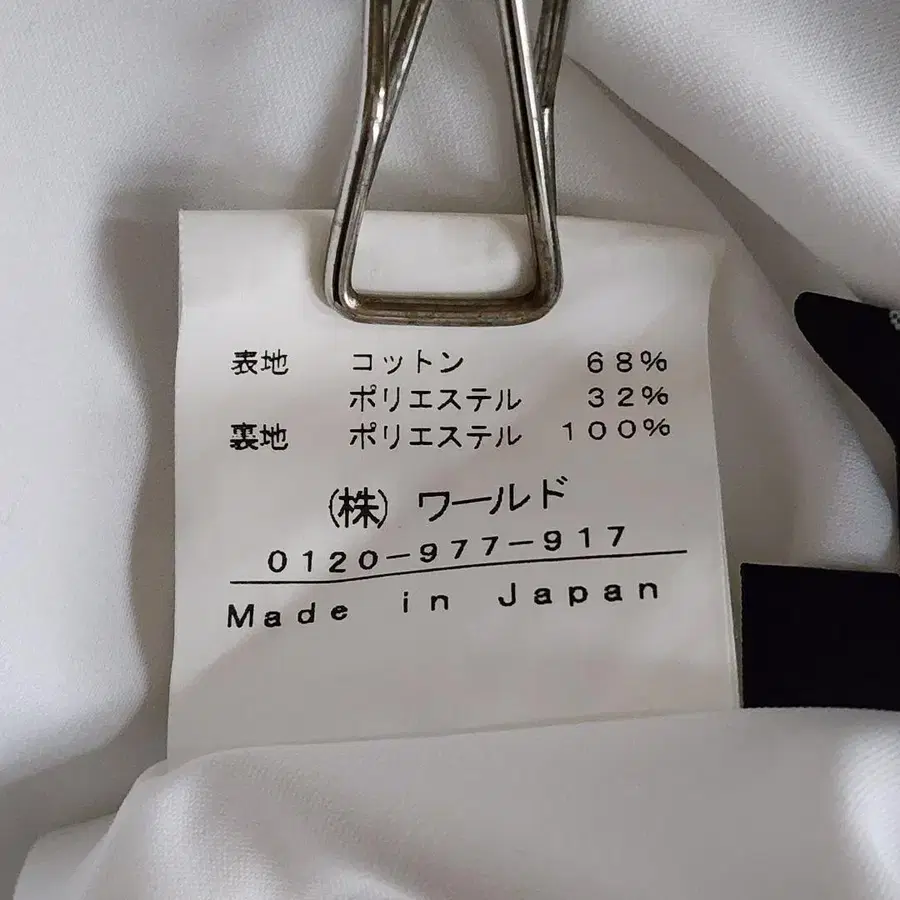 表地 コットン 68%
ポリエステル 32%
裏地 ポリエステル 100%
(株) ワールド
0120-977-917
Made in Japan